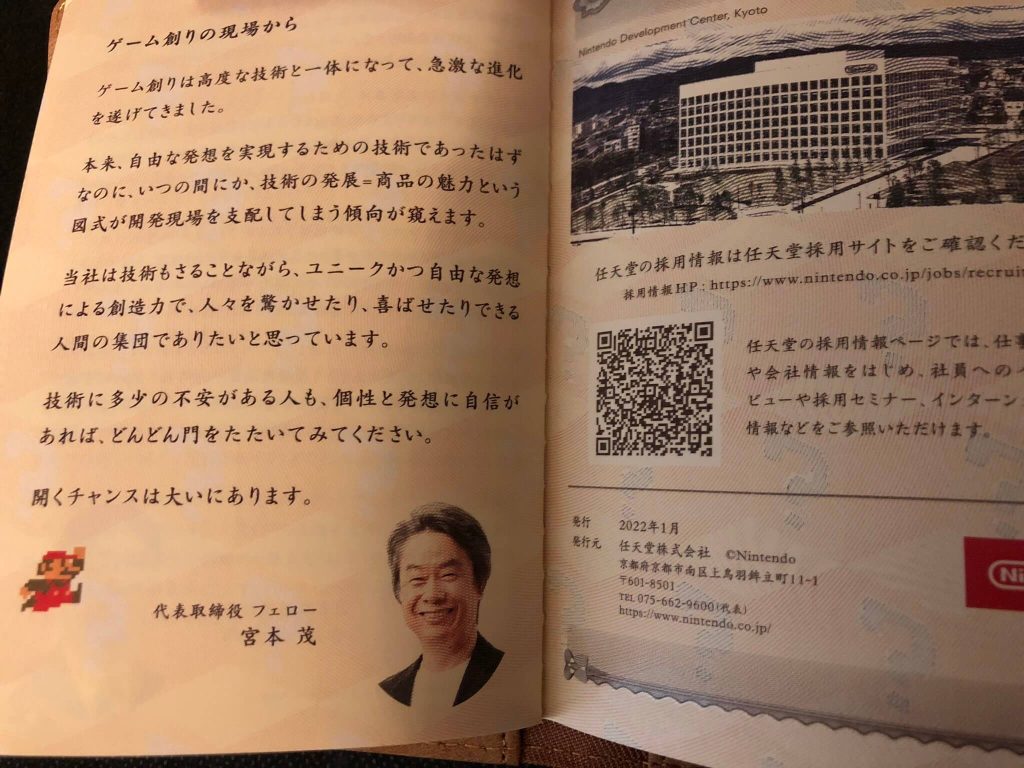 ゲーム創りの現場から
ゲーム創りは高度な技術と一体になって、急激な進化
を遂げてきました。
本来、自由な発想を実現するための技術であったはず
なのに、いつの間にか、技術の発展=商品の魅力という
図式が開発現場を支配してしまう傾向が窺えます。
当社は技術もさることながら、ユニークかつ自由な発想
による創造力で、人々を驚かせたり、喜ばせたりできる
人間の集団でありたいと思っています。
技術に多少の不安がある人も、個性と発想に自信が
あれば、どんどん門をたたいてみてください。
開くチャンスは大いにあります。
代表取締役 フェロー
宮本 茂
Nintendo Development Center, Kyoto
Nintendo
任天堂の採用情報は任天堂採用サイトをご確認くだ
採用情報HP:https://www.nintendo.co.jp/jobs/recruit
任天堂の採用情報ページでは、仕事
や会社情報をはじめ、社員への
ビューや採用セミナー、インターン
情報などをご参照いただけます。
発行 2022年1月
発行元 任天堂株式会社 ©Nintendo
京都府京都市南区上鳥羽鉾立町11-1
〒601-8501
TEL 075-662-9600(代表)
https://www.nintendo.co.jp/
Ni